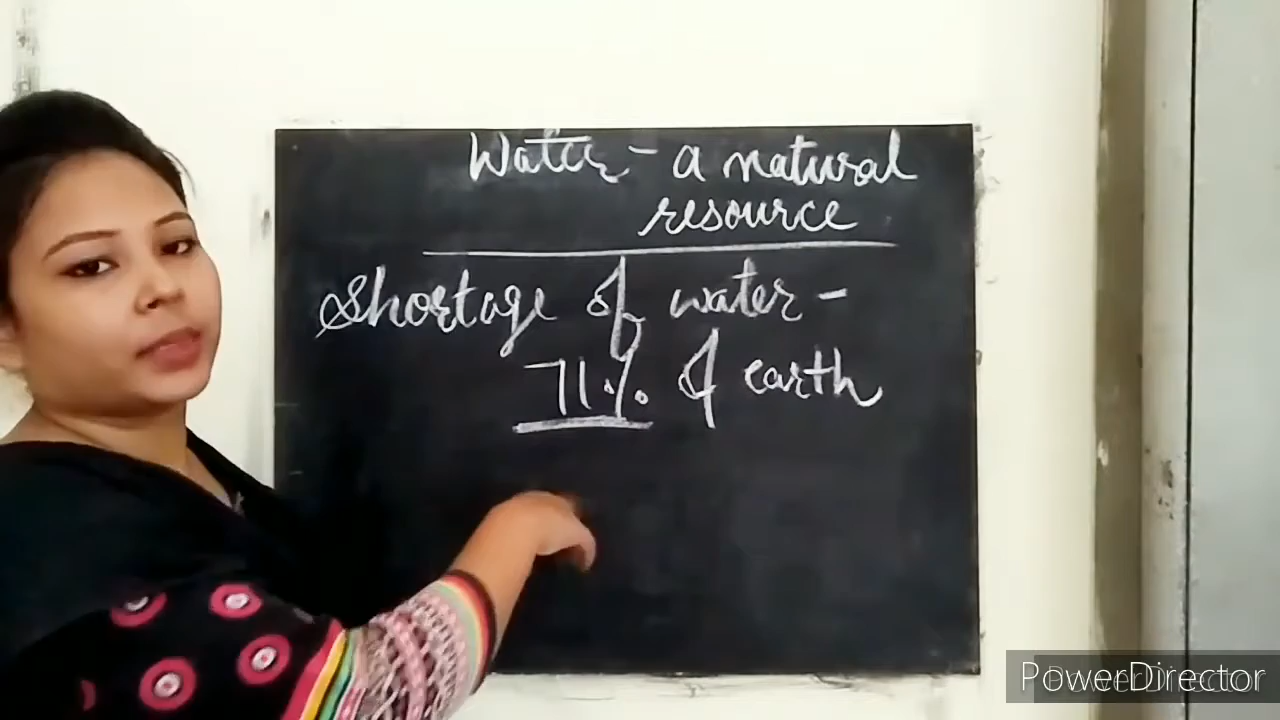 Water - a natural
resource
Shortage of water -
71% of earth
PowerDirector